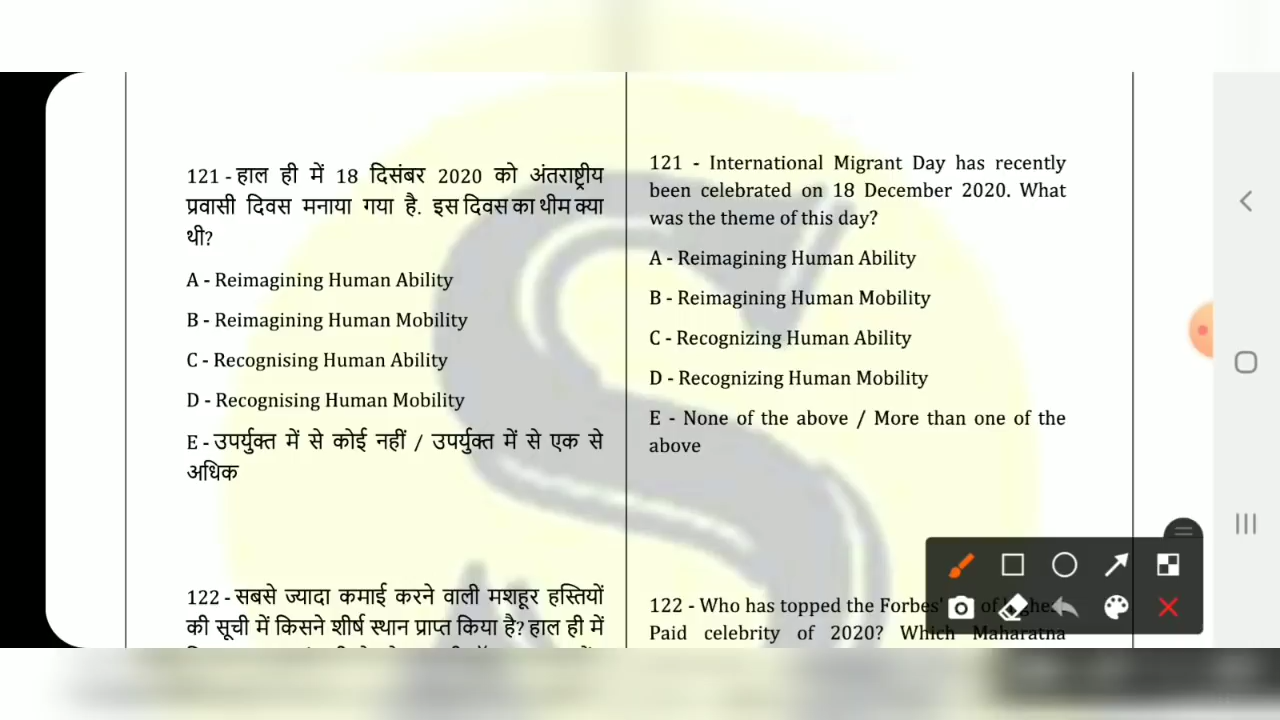 121 - हाल ही में 18 दिसंबर 2020 को अंतराष्ट्रीय
प्रवासी दिवस मनाया गया है. इस दिवस का थीम क्या
थी?
A - Reimagining Human Ability
B - Reimagining Human Mobility
C - Recognising Human Ability
D - Recognising Human Mobility
E - उपर्युक्त में से कोई नहीं / उपर्युक्त में से एक से
अधिक
122 - सबसे ज्यादा कमाई करने वाली मशहूर हस्तियों
की सूची में किसने शीर्ष स्थान प्राप्त किया है? हाल ही में
121 - International Migrant Day has recently
been celebrated on 18 December 2020. What
was the theme of this day?
A - Reimagining Human Ability
B - Reimagining Human Mobility
C - Recognizing Human Ability
D - Recognizing Human Mobility
E - None of the above / More than one of the
above
122 - Who has topped the Forbes'
Paid celebrity of 2020? Which Maharatna